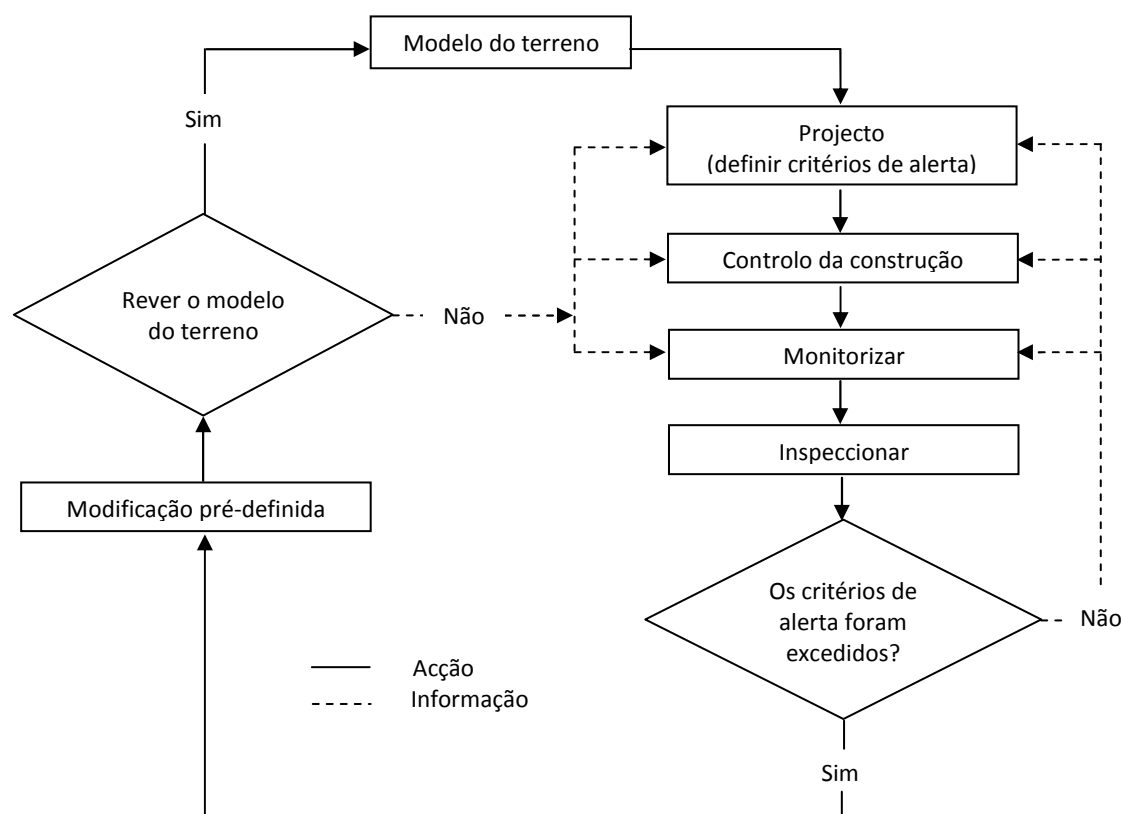 Modelo do terreno
Sim
Projecto
(definir critérios de alerta)
Controlo da construção
Rever o modelo
do terreno
Não
Monitorizar
Inspeccionar
Modificação pré-definida
Os critérios de
alerta foram
excedidos?
Não
Acção
Informação
Sim